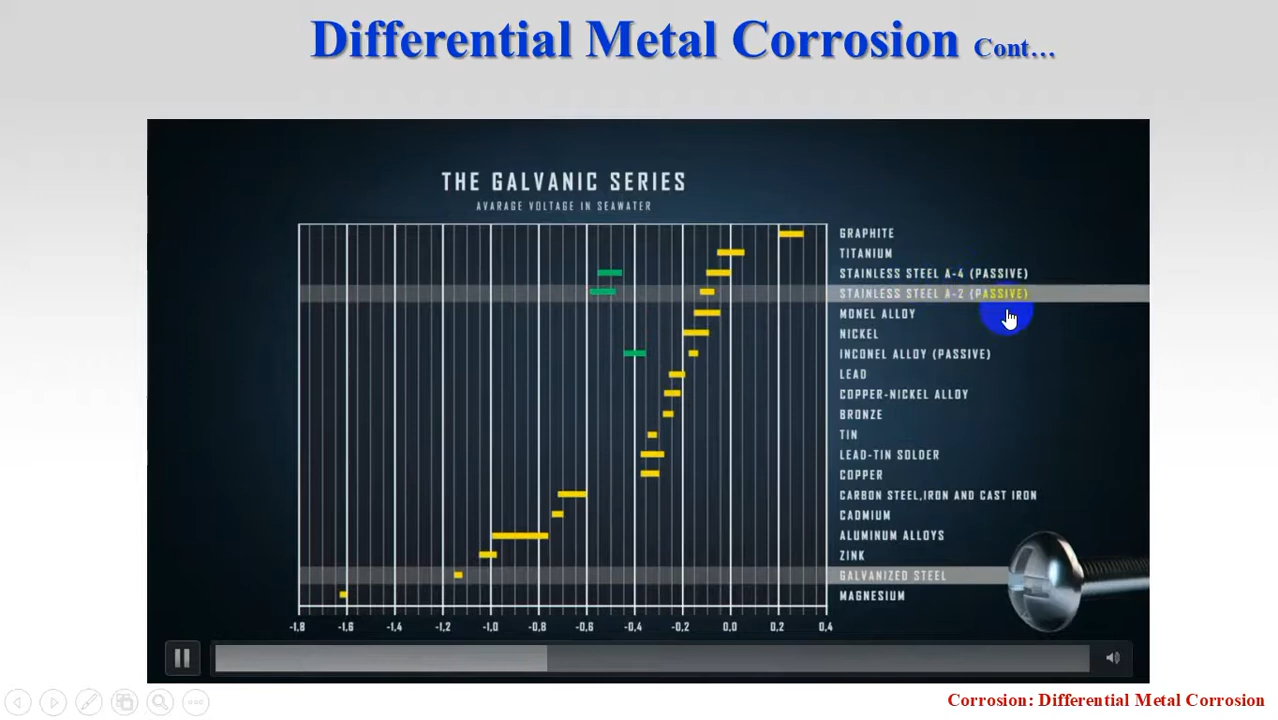 Differential Metal Corrosion Cont...
THE GALVANIC SERIES
AVARAGE VOLTAGE IN SEAWATER
GRAPHITE
TITANIUM
STAINLESS STEEL A-4 (PASSIVE)
STAINLESS STEEL A-2 (PASSIVE)
MONEL ALLOY
NICKEL
INCONEL ALLOY (PASSIVE)
LEAD
COPPER-NICKEL ALLOY
BRONZE
TIN
LEAD-TIN SOLDER
COPPER
CARBON STEEL,IRON AND CAST IRON
CADMIUM
ALUMINUM ALLOYS
ZINK
GALVANIZED STEEL
MAGNESIUM
-1,8 -1,6 -1,4 -1,2 -1,0 -0,8 -0,6 -0,4 -0,2 0,0 0,2 0,4
Corrosion: Differential Metal Corrosion